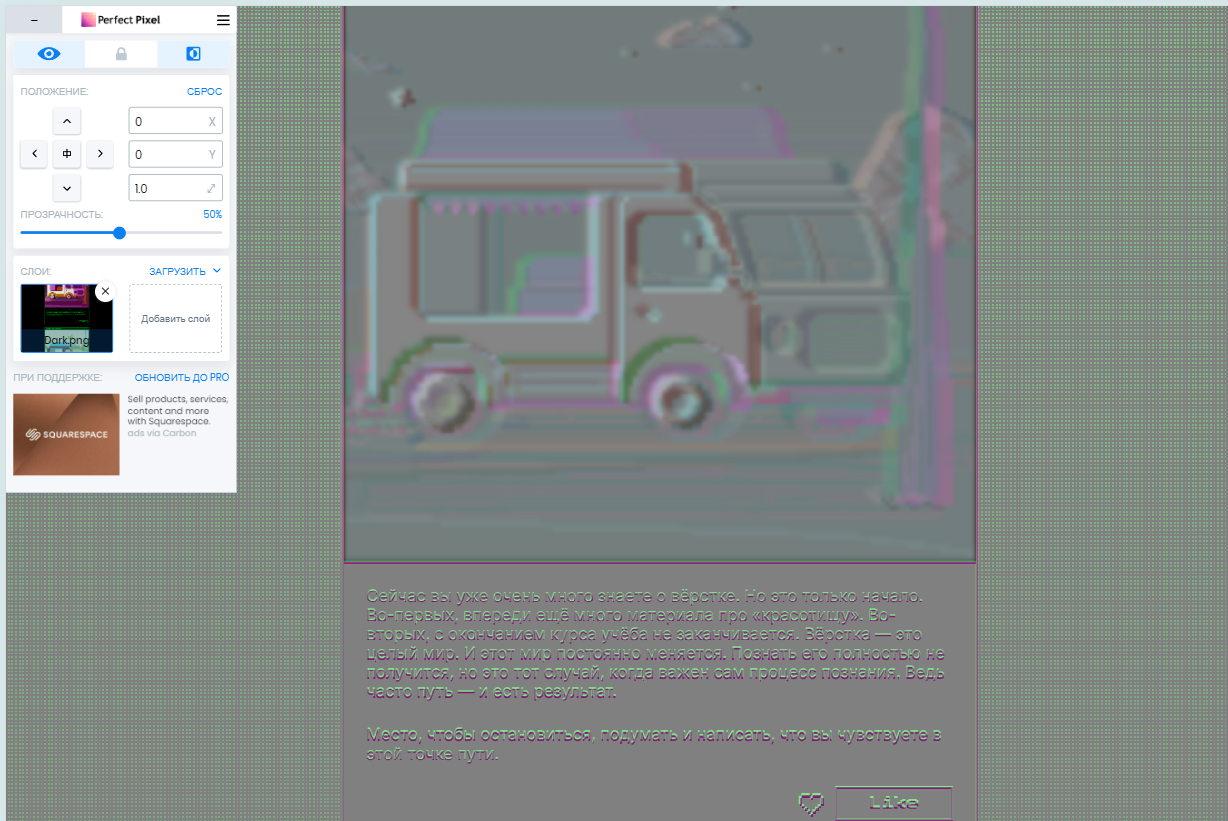 Perfect Pixel
ПОЛОЖЕНИЕ:
СБРОС
0 X
0 Y
1.0
ПРОЗРАЧНОСТЬ:
50%
СЛОИ:
ЗАГРУЗИТЬ
Dark.png
Добавить слой
ПРИ ПОДДЕРЖКЕ:
ОБНОВИТЬ ДО PRO
SQUARESPACE
Sell products, services,
content and more
with Squarespace.
ads via Carbon
Сейчас вы уже очень много знаете о вёрстке. Но это только начало.
Во-первых, впереди ещё много материала про «красотищу». Во-
вторых, с окончанием курса учёба не заканчивается. Вёрстка — это
целый мир. И этот мир постоянно меняется. Познать его полностью не
получится, но это тот случай, когда важен сам процесс познания. Ведь
часто путь — и есть результат.
Место, чтобы остановиться, подумать и написать, что вы чувствуете в
этой точке пути.
Like